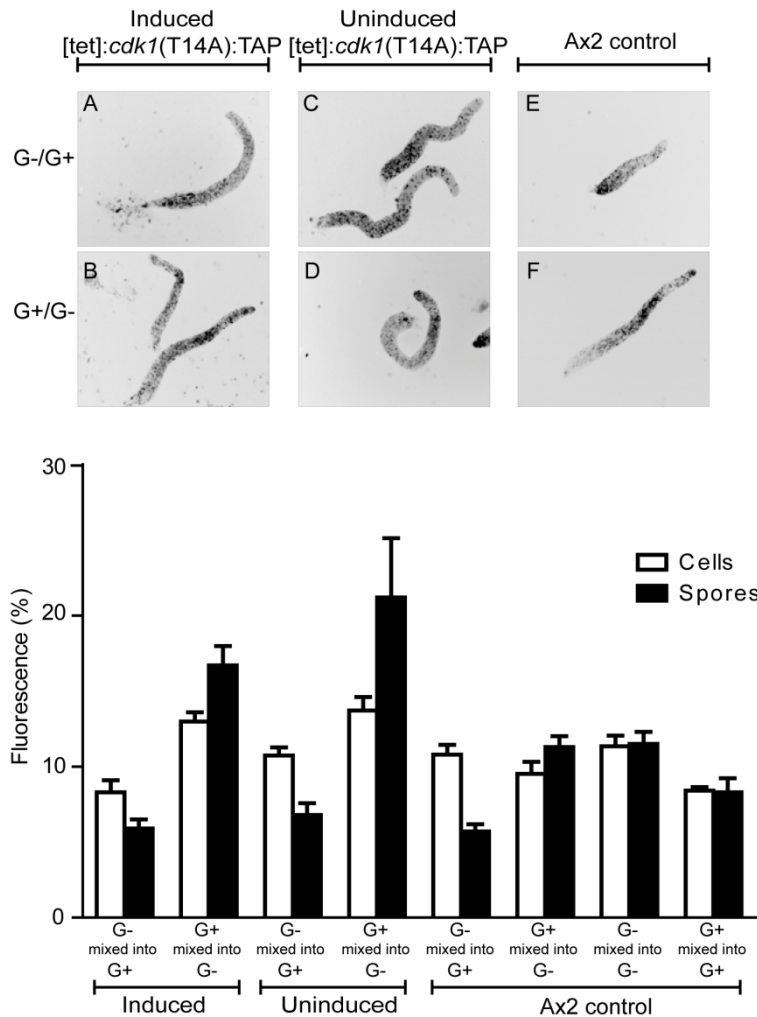 Induced
[tet]:cdk1(T14A):TAP
Uninduced
[tet]:cdk1(T14A):TAP
Ax2 control
A
C
E
G-/G+
B
D
F
G+/G-
30
20
10
0
Fluorescence (%)
Cells
Spores
G-
mixed into
G+
G+
mixed into
G-
G-
mixed into
G+
G+
mixed into
G-
G-
mixed into
G+
G+
mixed into
G-
G-
mixed into
G-
G+
mixed into
G+
Induced
Uninduced
Ax2 control